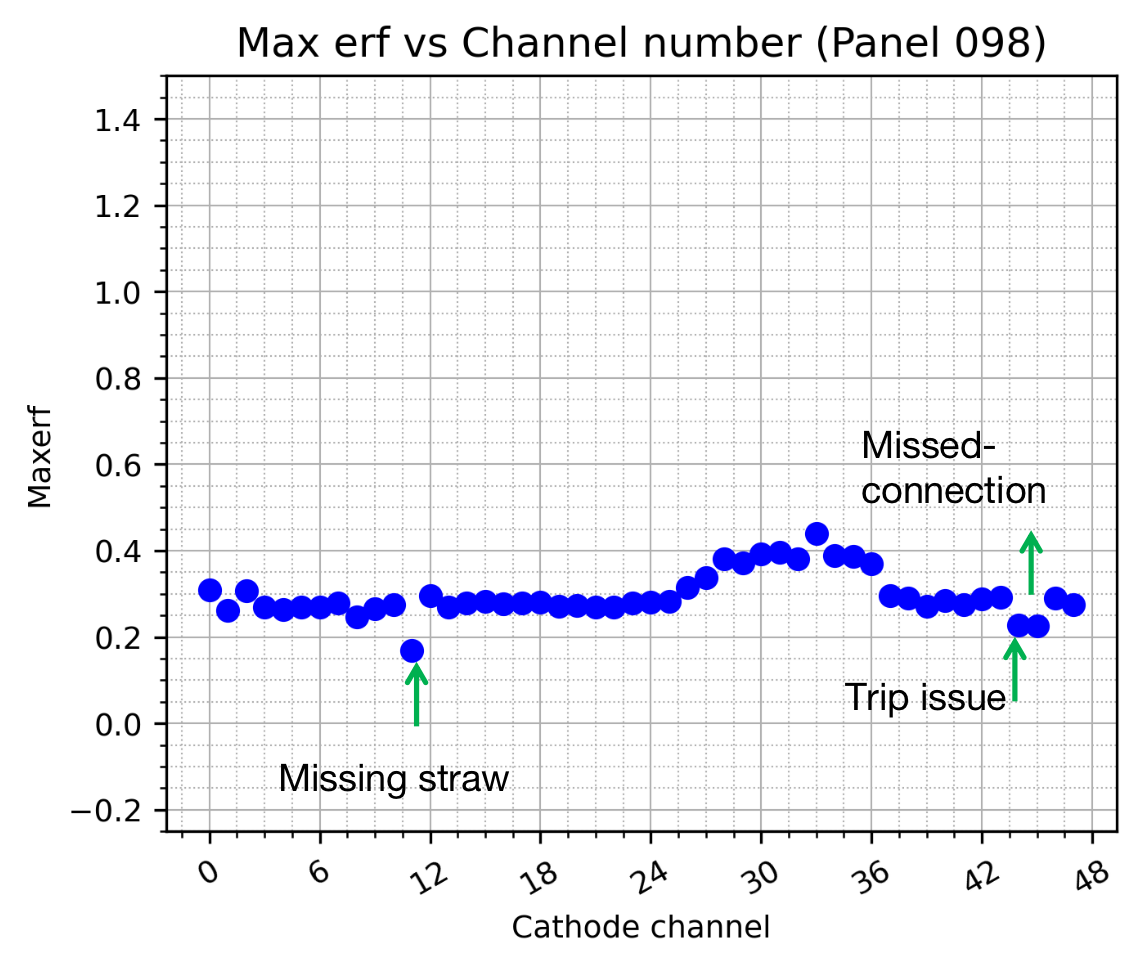 Max erf vs Channel number (Panel 098)
1.4
1.2
1.0
0.8
0.6
0.4
0.2
0.0
−0.2
Maxerf
Missed-
connection
Trip issue
Missing straw
0 6 12 18 24 30 36 42 48
Cathode channel